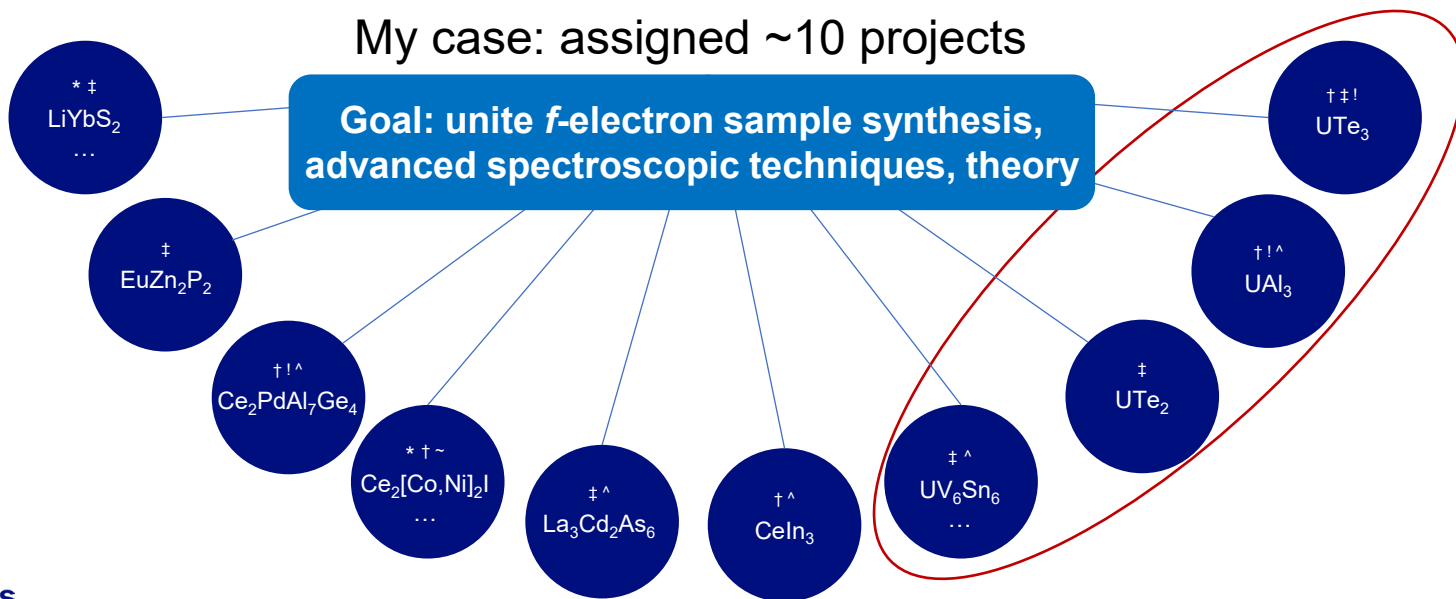 My case: assigned ~10 projects
Goal: unite f-electron sample synthesis,
advanced spectroscopic techniques, theory
* ‡
LiYbS₂
…
‡
EuZn₂P₂
† ! ^
Ce₂PdAl₇Ge₄
* † ~
Ce₂[Co,Ni]₂I
…
‡ ^
La₃Cd₂As₆
† ^
CeIn₃
‡ ^
UV₆Sn₆
…
‡
UTe₂
† ! ^
UAl₃
† ‡ !
UTe₃